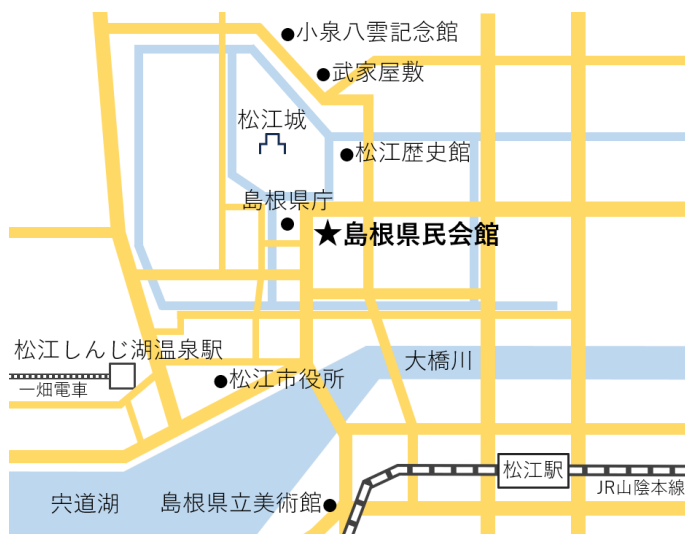 小泉八雲記念館
武家屋敷
松江城
松江歴史館
島根県庁
★島根県民会館
松江しんじ湖温泉駅
大橋川
一畑電車
松江市役所
松江駅
JR山陰本線
宍道湖
島根県立美術館